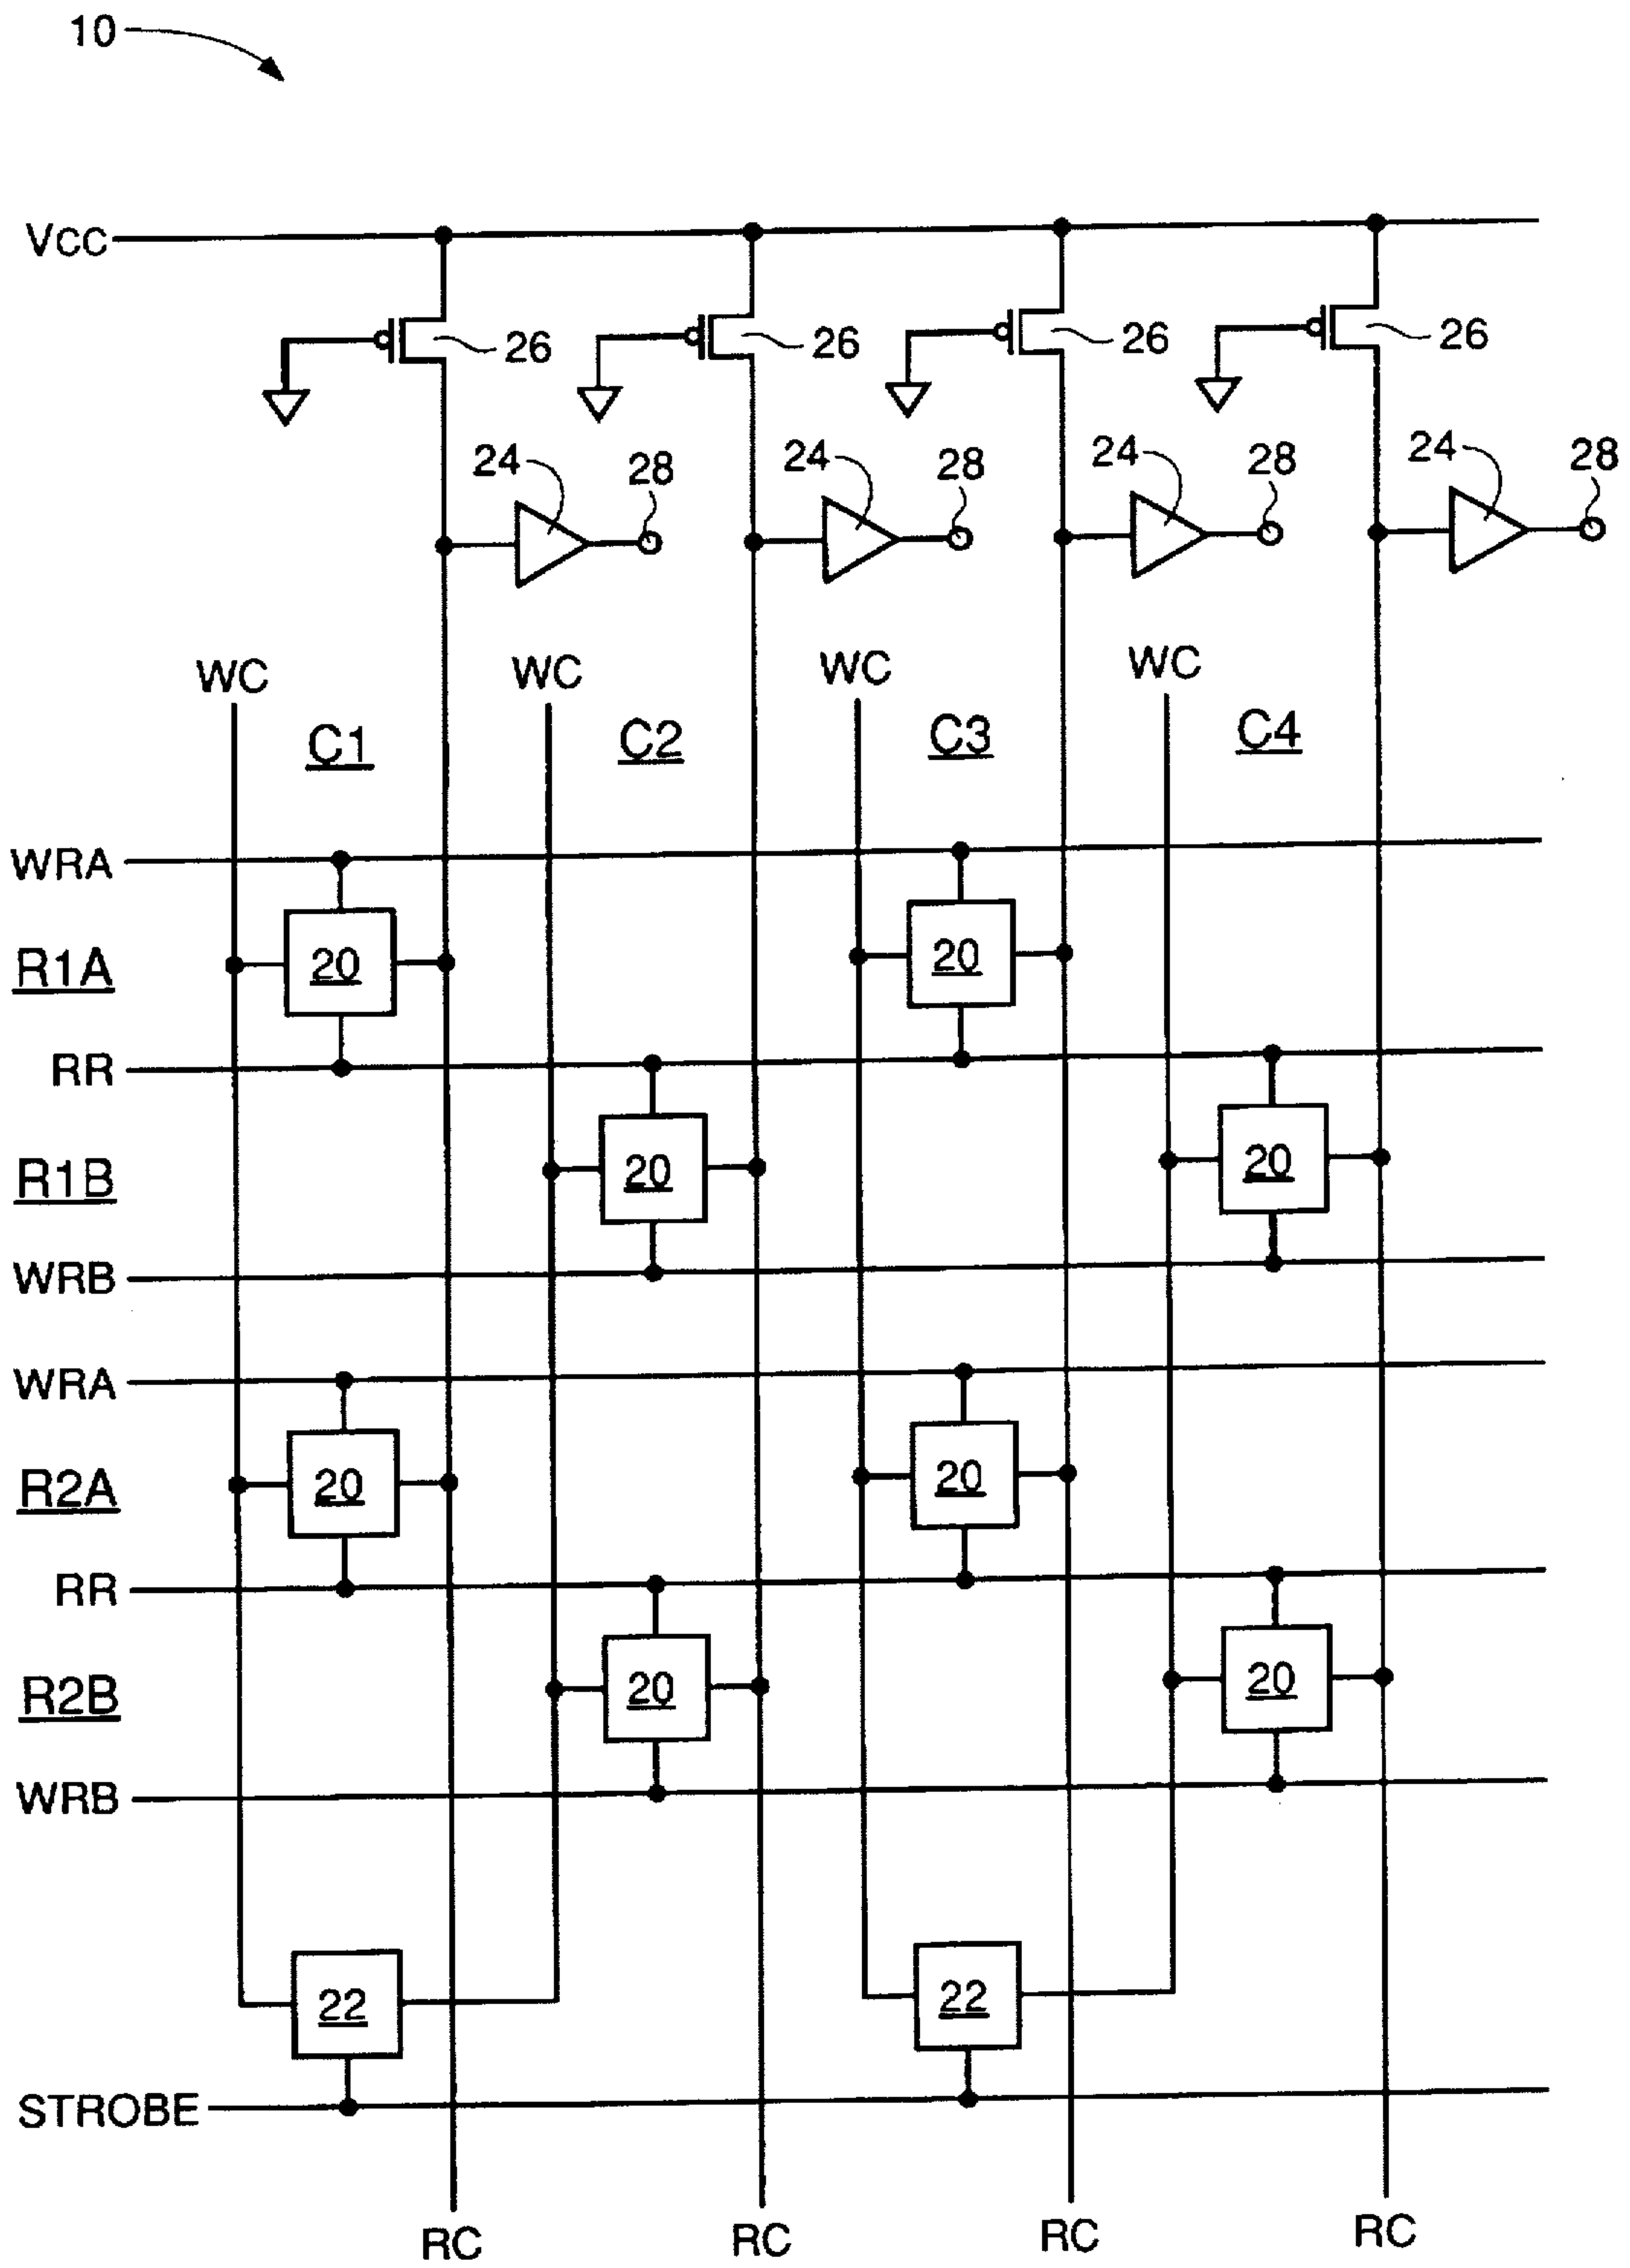 10
VCC
26 26 26 26
24 28 24 28 24 28 24 28
WC WC WC WC
C1 C2 C3 C4
WRA
R1A 20 20
RR
R1B 20 20
WRB
WRA
R2A 20 20
RR
R2B 20 20
WRB
22 22
STROBE
RC RC RC RC